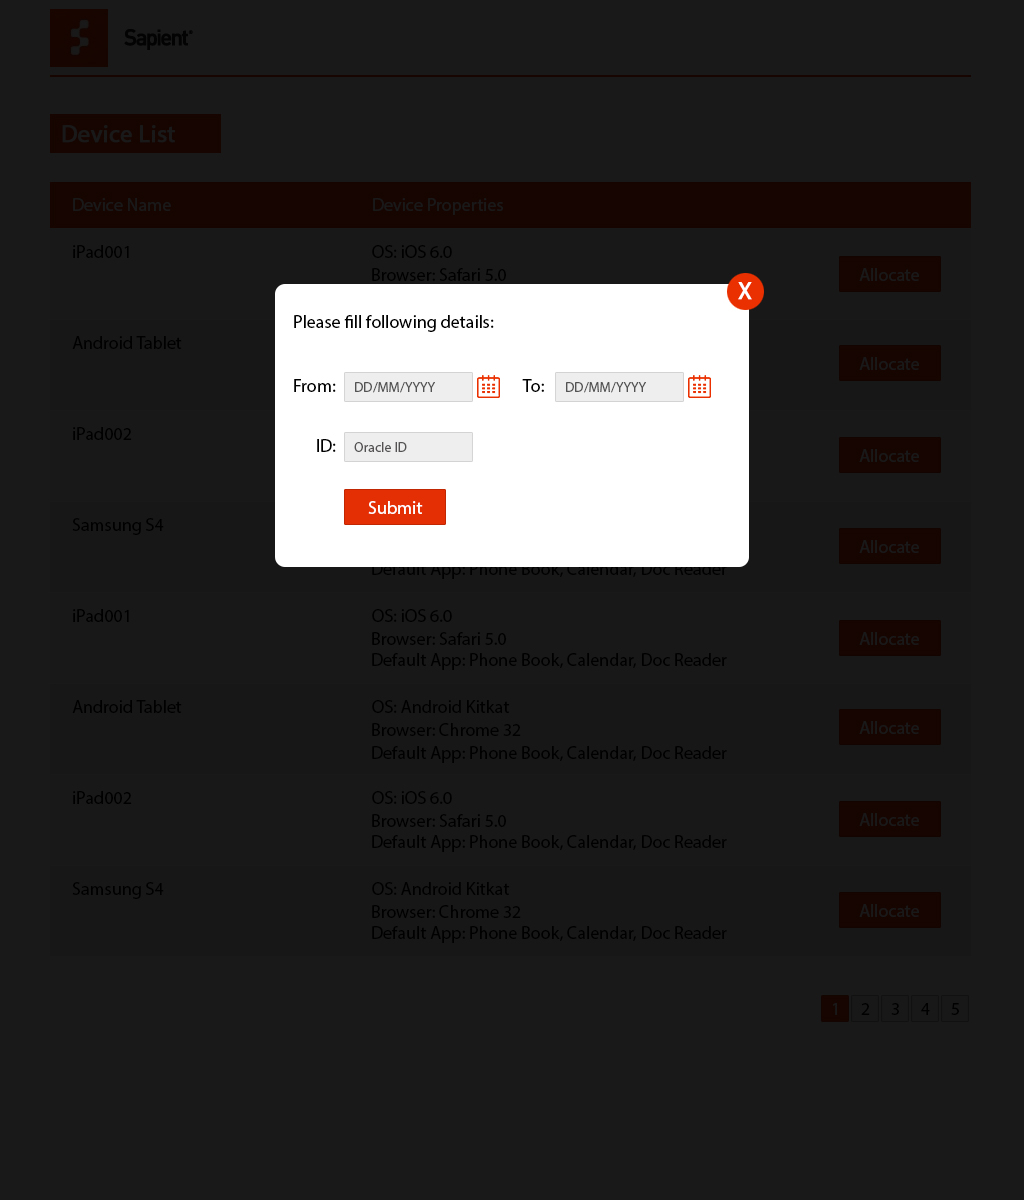 Sapient
Device List
Device Name Device Properties
iPad001 OS: iOS 6.0
Browser: Safari 5.0
Allocate
X
Please fill following details:
Android Tablet
Allocate
From: DD/MM/YYYY To: DD/MM/YYYY
iPad002
ID: Oracle ID
Allocate
Submit
Samsung S4
Allocate
Default App: Phone Book, Calendar, Doc Reader
iPad001 OS: iOS 6.0
Browser: Safari 5.0
Allocate
Default App: Phone Book, Calendar, Doc Reader
Android Tablet OS: Android Kitkat
Browser: Chrome 32
Allocate
Default App: Phone Book, Calendar, Doc Reader
iPad002 OS: iOS 6.0
Browser: Safari 5.0
Allocate
Default App: Phone Book, Calendar, Doc Reader
Samsung S4 OS: Android Kitkat
Browser: Chrome 32
Allocate
Default App: Phone Book, Calendar, Doc Reader
1 2 3 4 5